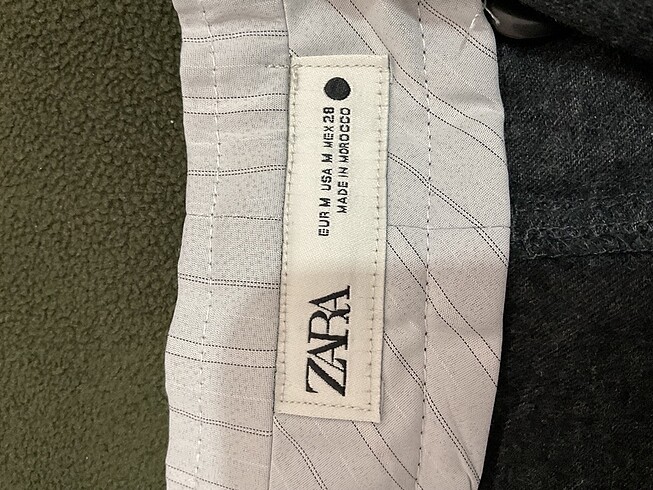 ZARA
EUR M USA M MEX 28
MADE IN MOROCCO